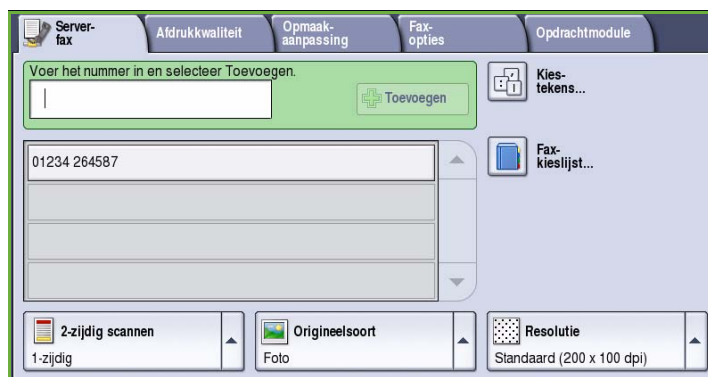 Server-
fax
Afdrukkwaliteit
Opmaak-
aanpassing
Fax-
opties
Opdrachtmodule
Voer het nummer in en selecteer Toevoegen.
Toevoegen
Kies-
tekens...
01234 264587
Fax-
kieslijst...
2-zijdig scannen
1-zijdig
Origineelsoort
Foto
Resolutie
Standaard (200 x 100 dpi)